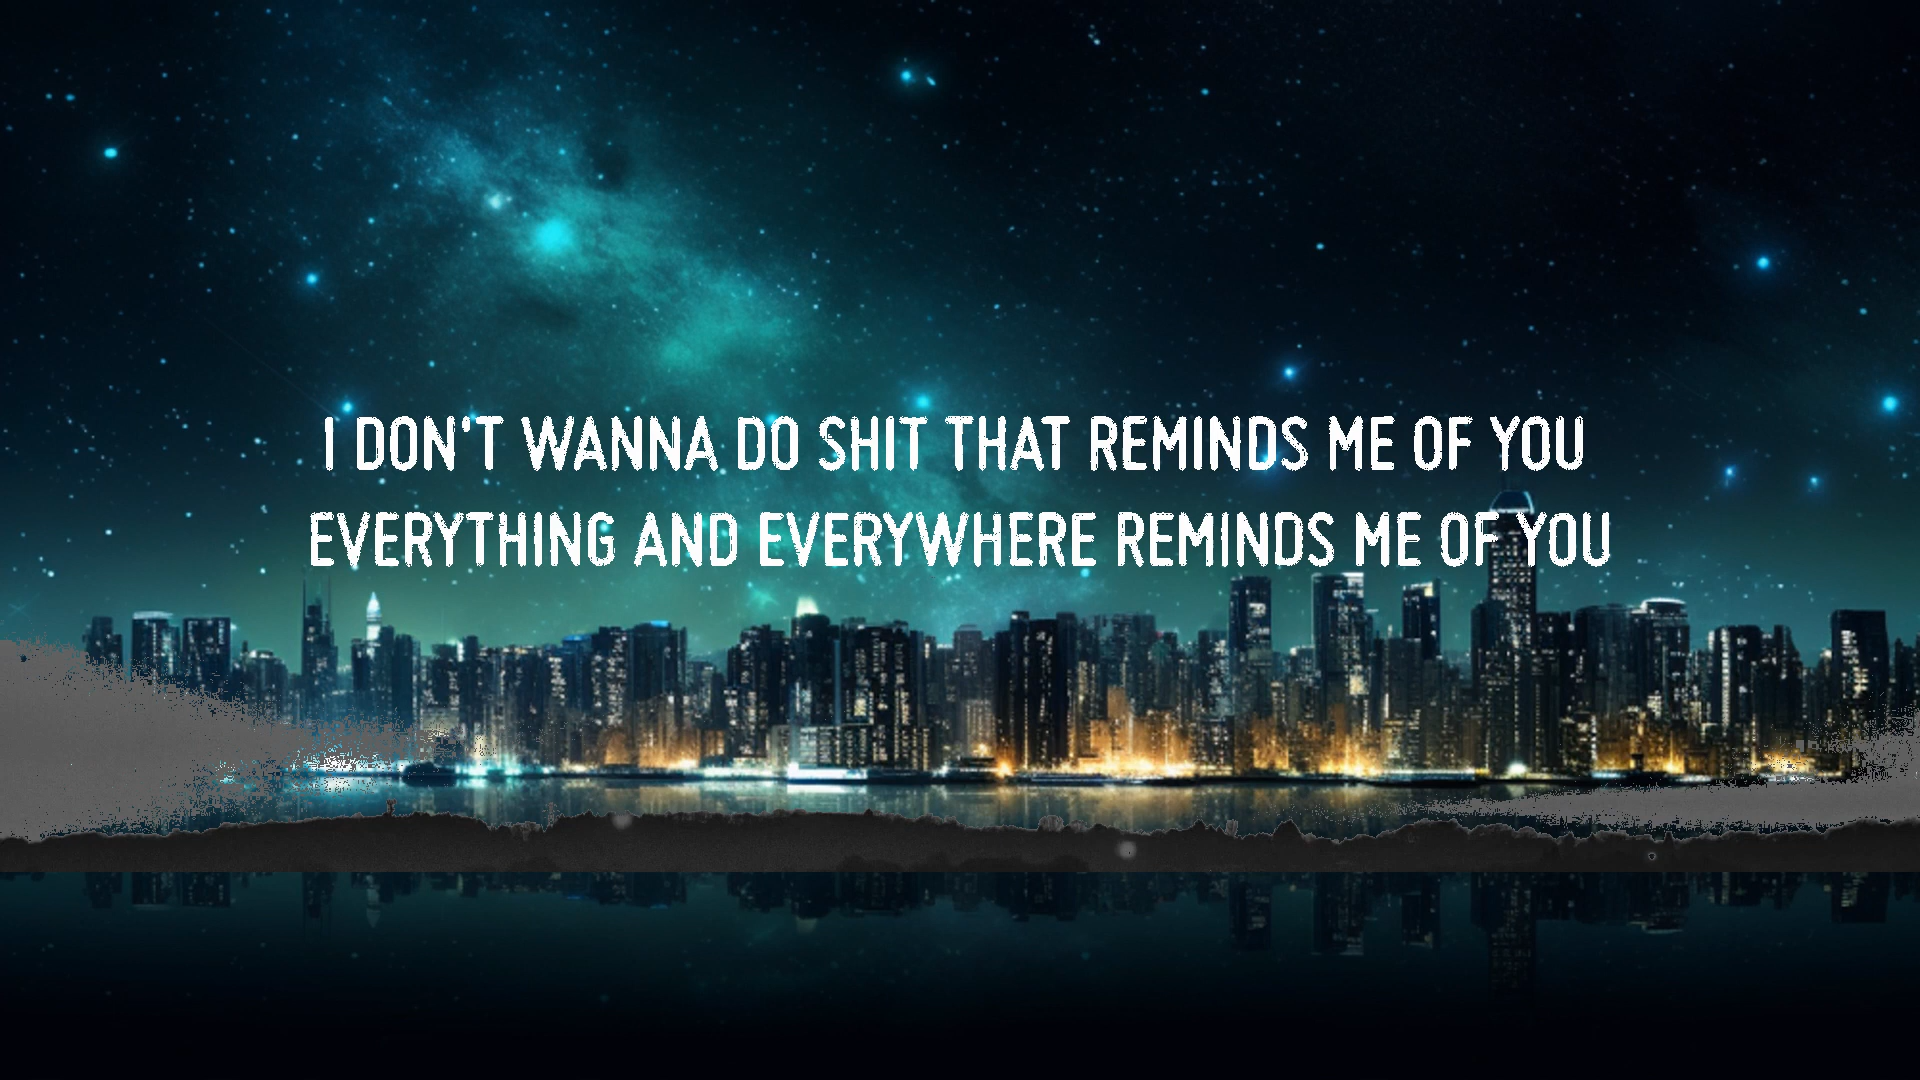 I DON'T WANNA DO SHIT THAT REMINDS ME OF YOU
EVERYTHING AND EVERYWHERE REMINDS ME OF YOU